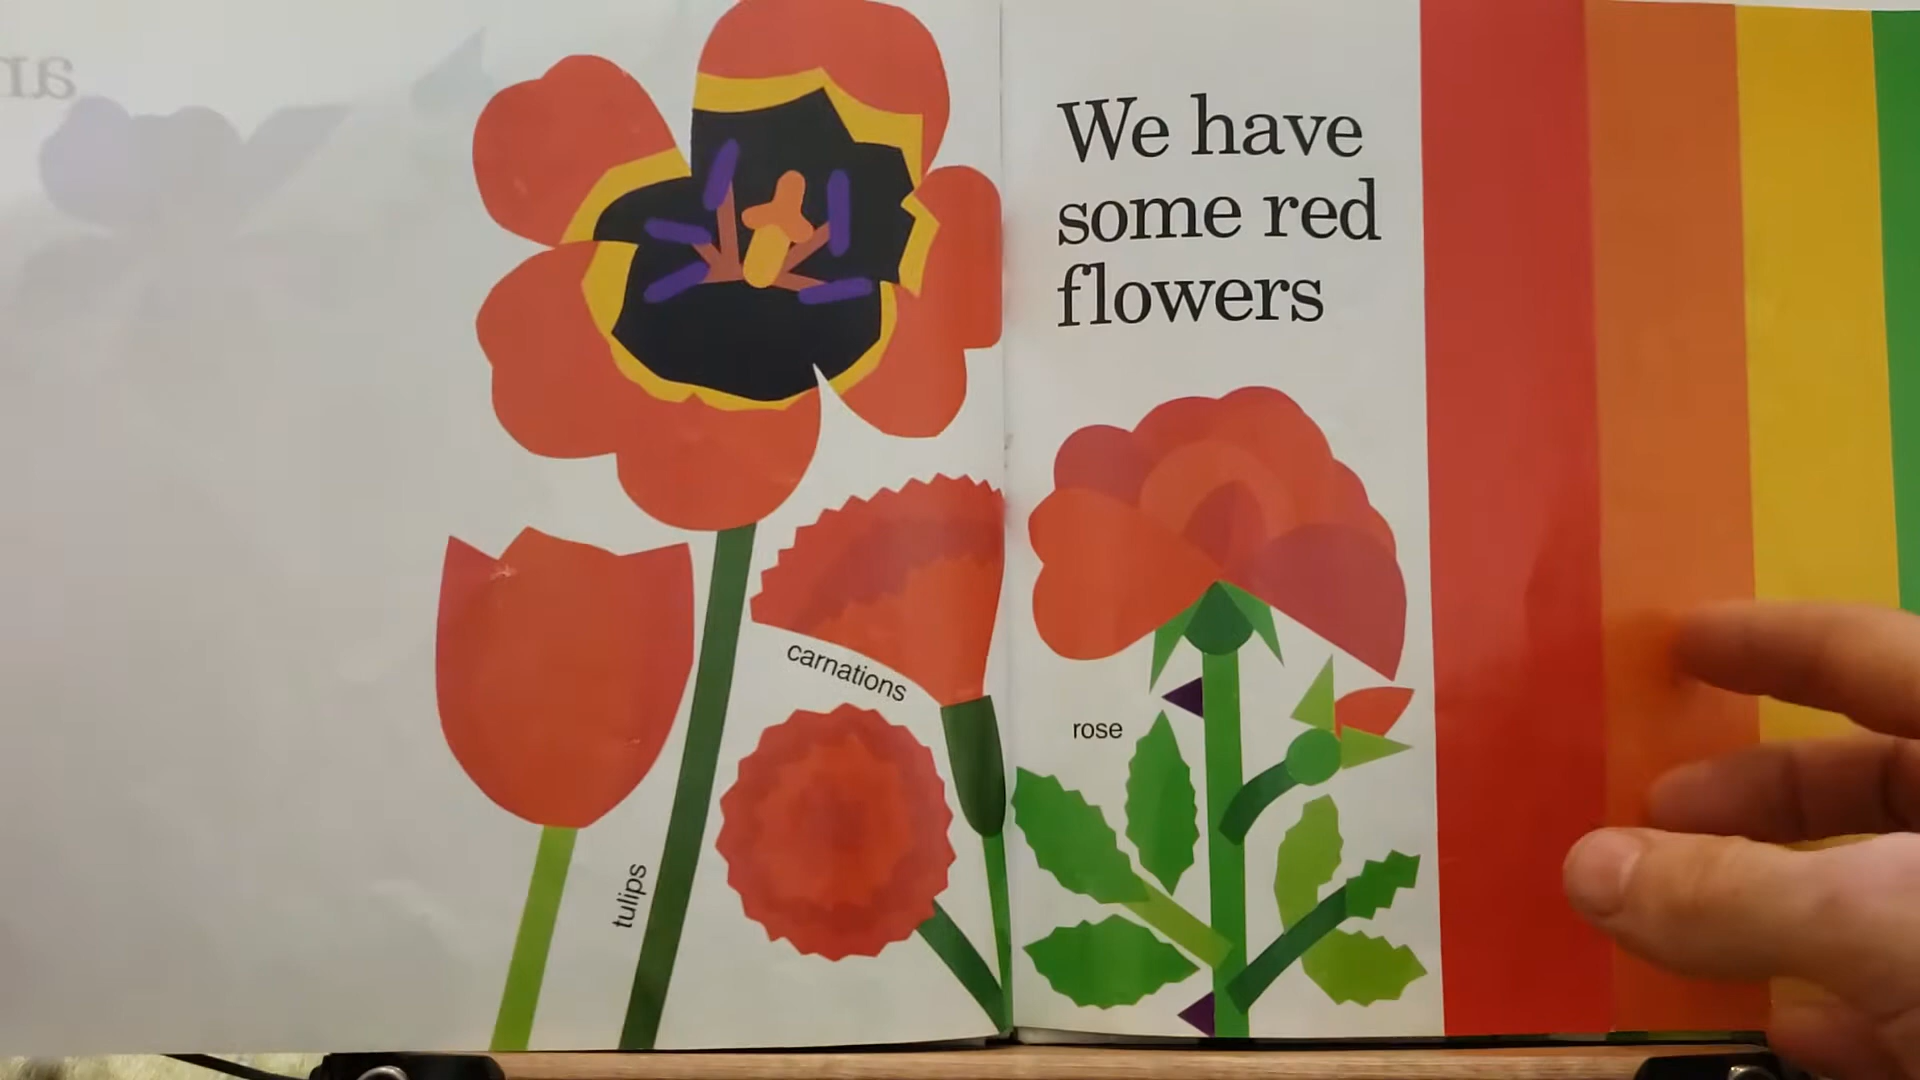 We have
some red
flowers
carnations
rose
tulips